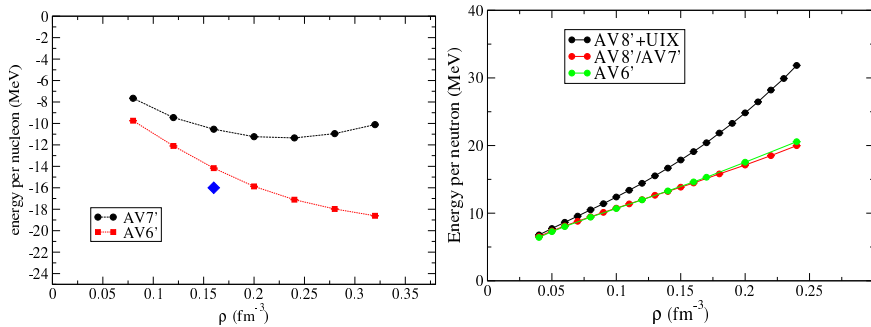 energy per nucleon (MeV)
0
-2
-4
-6
-8
-10
-12
-14
-16
-18
-20
-22
-24
AV7'
AV6'
0 0.05 0.1 0.15 0.2 0.25 0.3 0.35
ρ (fm⁻³)
Energy per neutron (MeV)
40
30
20
10
0
AV8'+UIX
AV8'/AV7'
AV6'
0 0.05 0.1 0.15 0.2 0.25
ρ (fm⁻³)